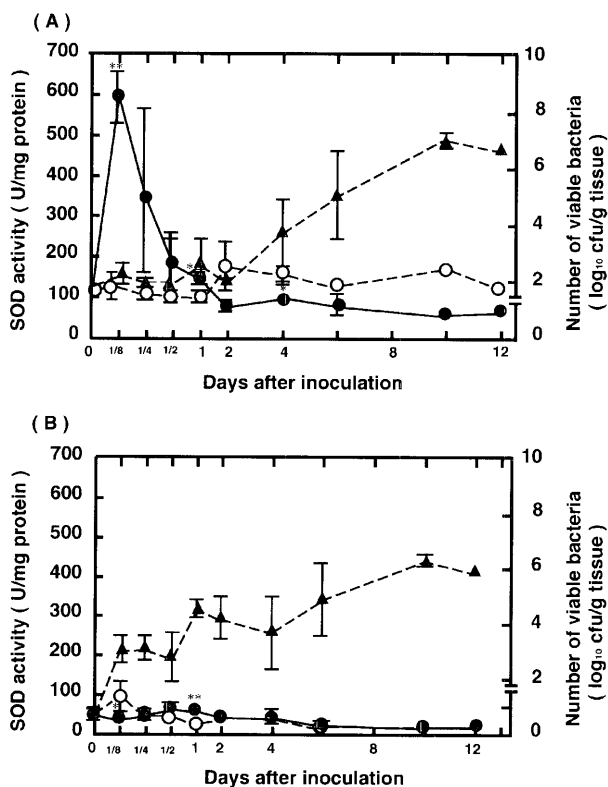 ( A )
SOD activity ( U/mg protein )
700
600
500
400
300
200
100
0
10
8
6
4
2
0
Number of viable bacteria
( log₁₀ cfu/g tissue )
**
*
*
0 1/8 1/4 1/2 1 2 4 6 8 10 12
Days after inoculation
( B )
SOD activity ( U/mg protein )
700
600
500
400
300
200
100
0
10
8
6
4
2
0
Number of viable bacteria
( log₁₀ cfu/g tissue )
*
**
0 1/8 1/4 1/2 1 2 4 6 8 10 12
Days after inoculation